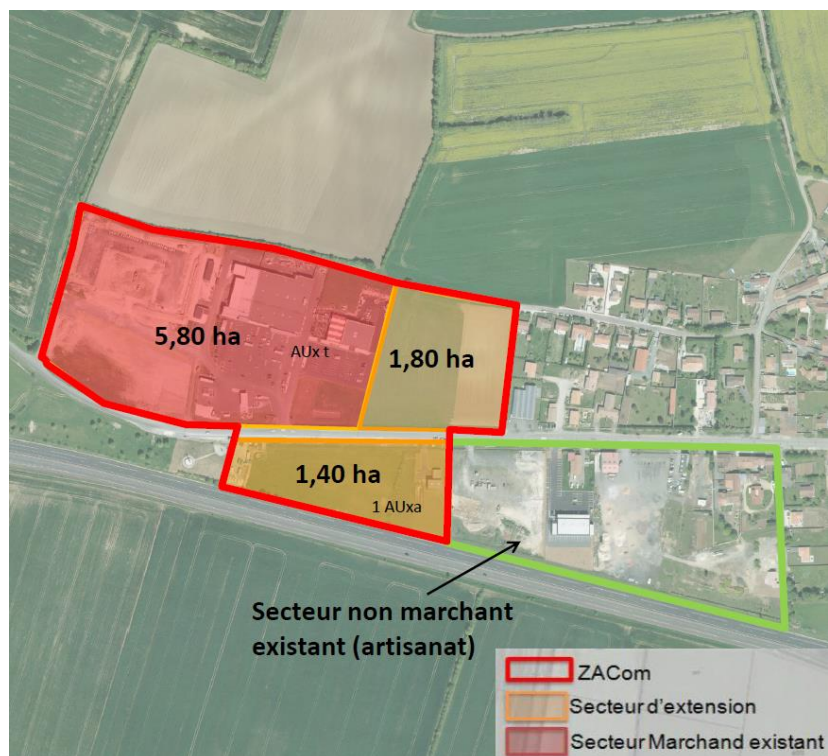 5,80 ha
AUx t
1,80 ha
1,40 ha
1 AUxa
Secteur non marchant
existant (artisanat)
ZACom
Secteur d'extension
Secteur Marchand existant